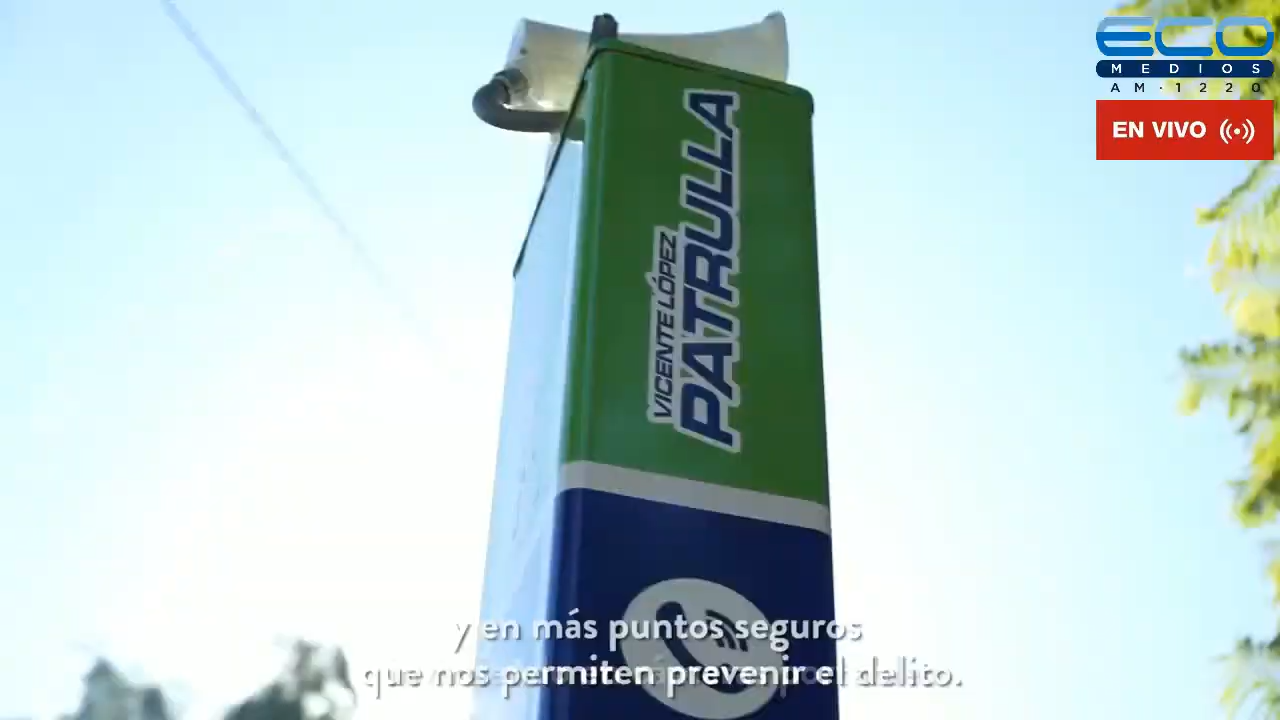 ECO
MEDIOS
AM·1220
EN VIVO
VICENTE LÓPEZ
PATRULLA
y en más puntos seguros
que nos permiten prevenir el delito.